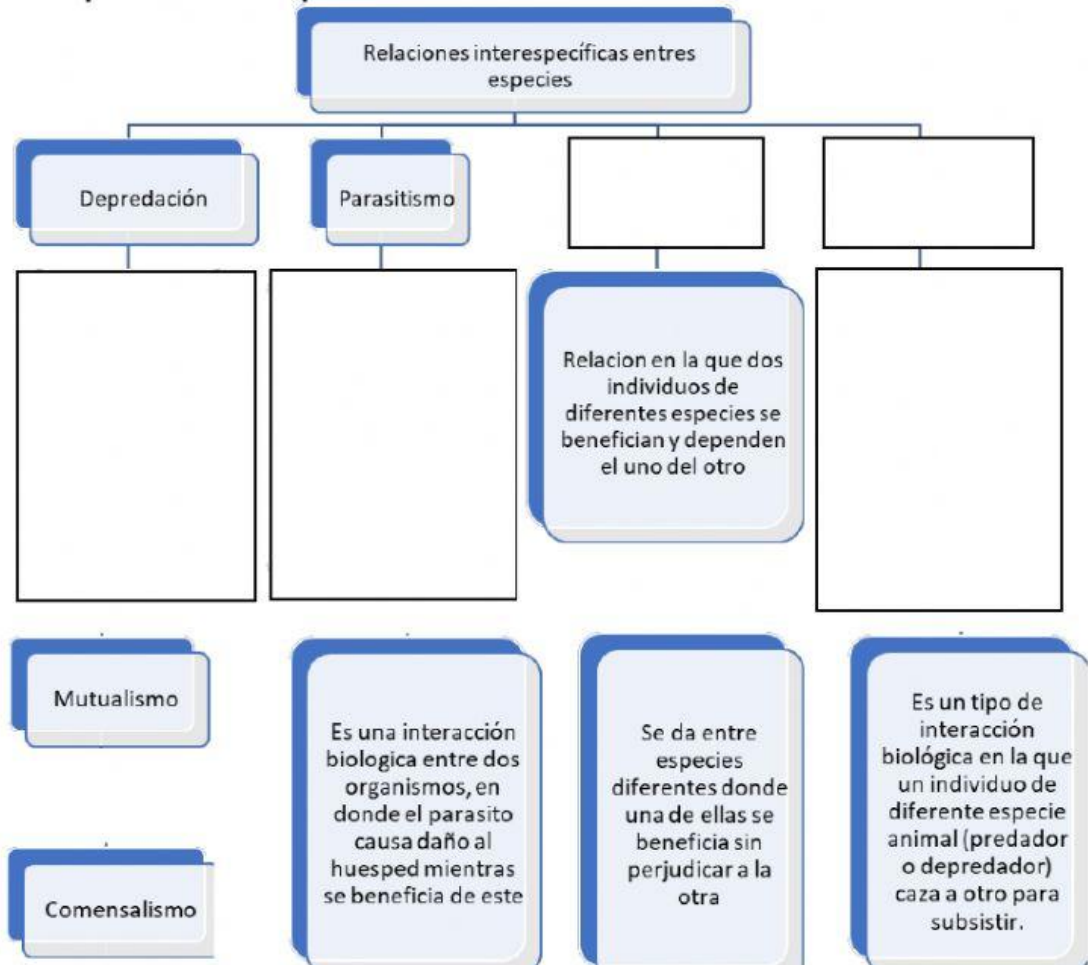 Relaciones interespecíficas entres
especies
Depredación
Parasitismo
Relacion en la que dos
individuos de
diferentes especies se
benefician y dependen
el uno del otro
Mutualismo
Comensalismo
Es una interacción
biologica entre dos
organismos, en
donde el parasito
causa daño al
huesped mientras
se beneficia de este
Se da entre
especies
diferentes donde
una de ellas se
beneficia sin
perjudicar a la
otra
Es un tipo de
interacción
biológica en la que
un individuo de
diferente especie
animal (predador
o depredador)
caza a otro para
subsistir.